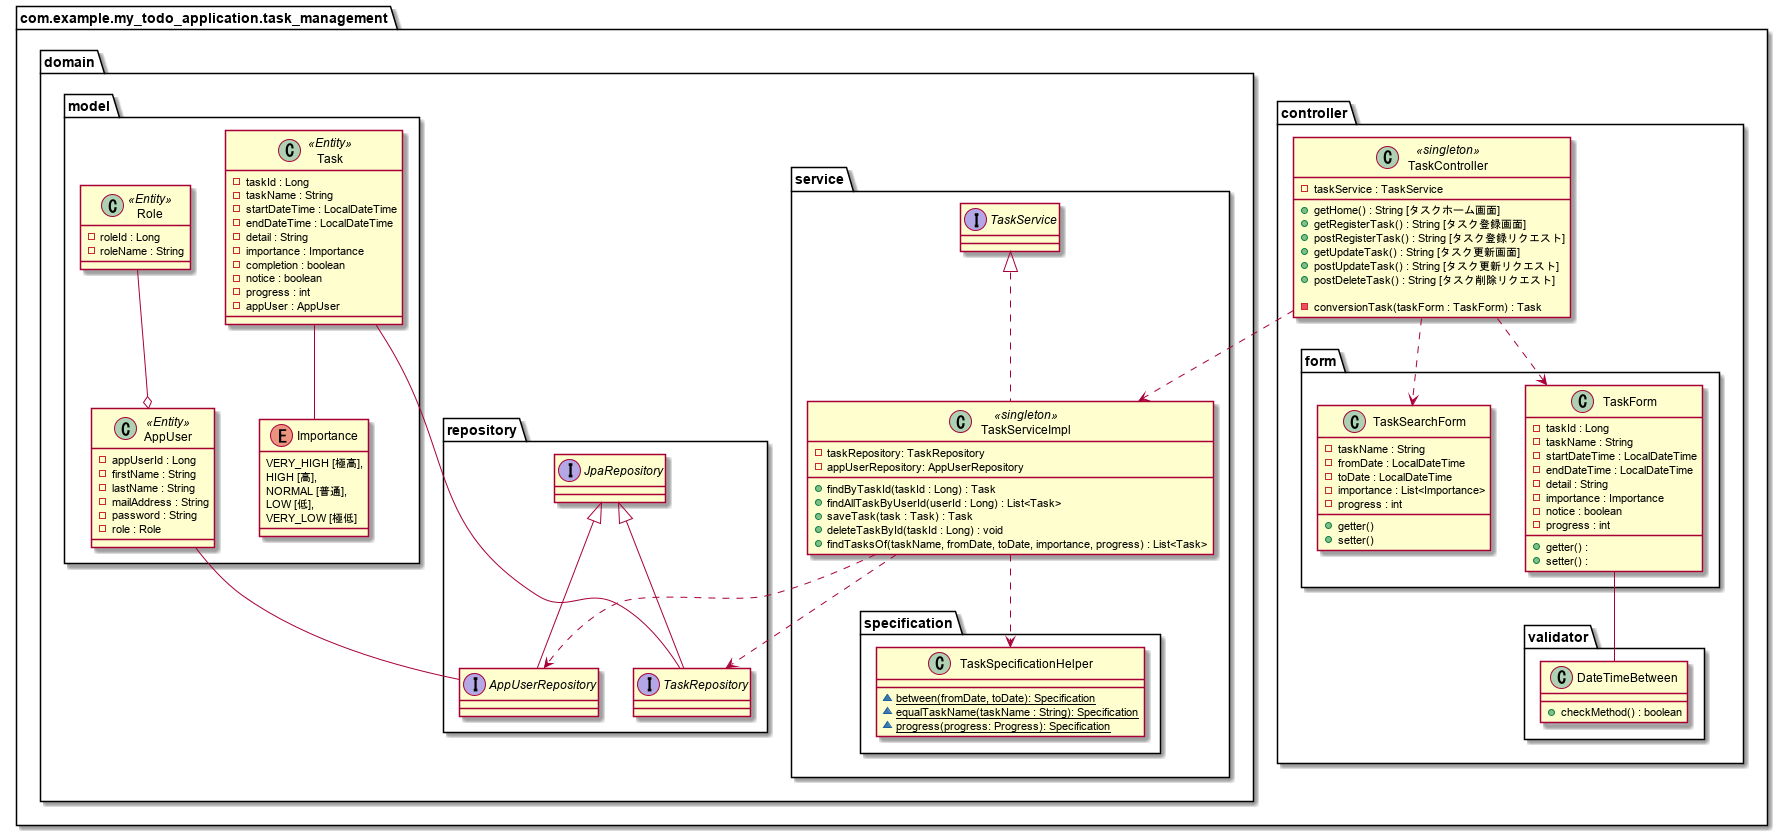 com.example.my_todo_application.task_management
domain
model
«Entity»
Role
roleId : Long
roleName : String
«Entity»
Task
taskId : Long
taskName : String
startDateTime : LocalDateTime
endDateTime : LocalDateTime
detail : String
importance : Importance
completion : boolean
notice : boolean
progress : int
appUser : AppUser
«Entity»
AppUser
appUserId : Long
firstName : String
lastName : String
mailAddress : String
password : String
role : Role
Importance
VERY_HIGH [極高],
HIGH [高],
NORMAL [普通],
LOW [低],
VERY_LOW [極低]
repository
JpaRepository
AppUserRepository
TaskRepository
service
TaskService
«singleton»
TaskServiceImpl
taskRepository: TaskRepository
appUserRepository: AppUserRepository
findByTaskId(taskId : Long) : Task
findAllTaskByUserId(userId : Long) : List<Task>
saveTask(task : Task) : Task
deleteTaskById(taskId : Long) : void
findTasksOf(taskName, fromDate, toDate, importance, progress) : List<Task>
specification
TaskSpecificationHelper
between(fromDate, toDate): Specification
equalTaskName(taskName : String): Specification
progress(progress: Progress): Specification
controller
«singleton»
TaskController
taskService : TaskService
getHome() : String [タスクホーム画面]
getRegisterTask() : String [タスク登録画面]
postRegisterTask() : String [タスク登録リクエスト]
getUpdateTask() : String [タスク更新画面]
postUpdateTask() : String [タスク更新リクエスト]
postDeleteTask() : String [タスク削除リクエスト]
conversionTask(taskForm : TaskForm) : Task
form
TaskSearchForm
taskName : String
fromDate : LocalDateTime
toDate : LocalDateTime
importance : List<Importance>
progress : int
getter()
setter()
TaskForm
taskId : Long
taskName : String
startDateTime : LocalDateTime
endDateTime : LocalDateTime
detail : String
importance : Importance
notice : boolean
progress : int
getter() :
setter() :
validator
DateTimeBetween
checkMethod() : boolean